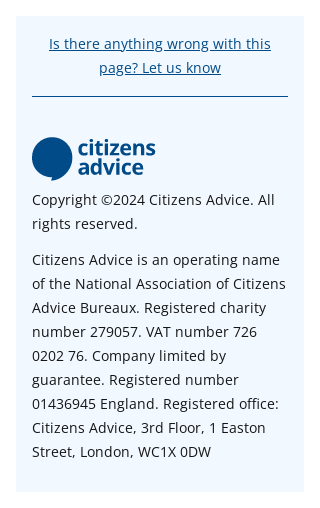 Is there anything wrong with this
page? Let us know
citizens
advice
Copyright ©2024 Citizens Advice. All
rights reserved.
Citizens Advice is an operating name
of the National Association of Citizens
Advice Bureaux. Registered charity
number 279057. VAT number 726
0202 76. Company limited by
guarantee. Registered number
01436945 England. Registered office:
Citizens Advice, 3rd Floor, 1 Easton
Street, London, WC1X 0DW